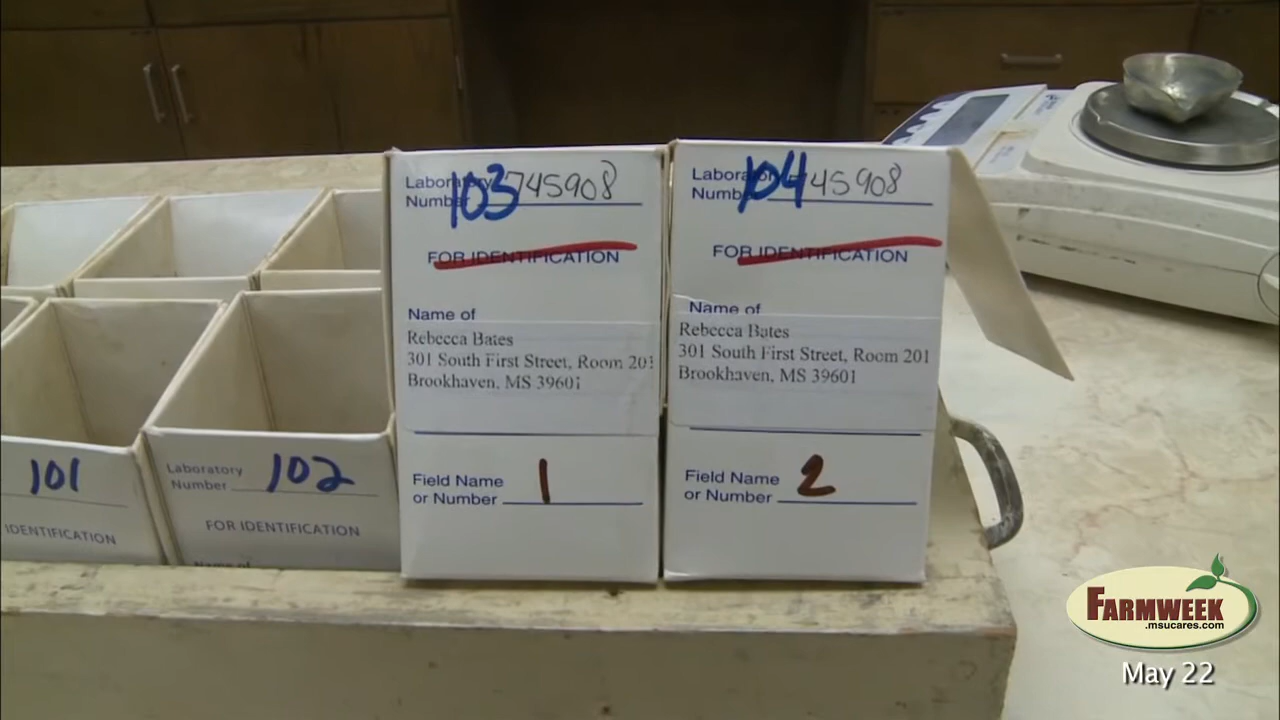 Laboratory
Number 103 745908
FOR IDENTIFICATION
Name of
Rebecca Bates
301 South First Street, Room 201
Brookhaven, MS 39601
Field Name
or Number 1
Laboratory
Number 104 45908
FOR IDENTIFICATION
Name of
Rebecca Bates
301 South First Street, Room 201
Brookhaven, MS 39601
Field Name
or Number 2
101
IDENTIFICATION
Laboratory
Number 102
FOR IDENTIFICATION
Name of
FARMWEEK
.msucares.com
May 22